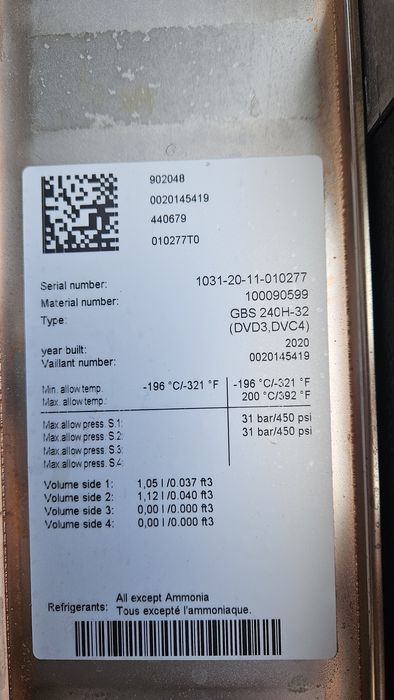 902048
0020145419
440679
010277T0
Serial number: 1031-20-11-010277
Material number: 100090599
Type: GBS 240H-32
(DVD3,DVC4)
year built: 2020
Vaillant number: 0020145419
Min. allow.temp. -196 °C/-321 °F -196 °C/-321 °F
Max. allow.temp.: 200 °C/392 °F
Max.allow.press. S.1: 31 bar/450 psi
Max.allow.press. S.2: 31 bar/450 psi
Max.allow.press. S.3:
Max.allow.press. S.4:
Volume side 1: 1,05 l/0.037 ft3
Volume side 2: 1,12 l/0.040 ft3
Volume side 3: 0,00 l/0.000 ft3
Volume side 4: 0,00 l/0.000 ft3
Refrigerants: All except Ammonia
Tous excepté l'ammoniaque.